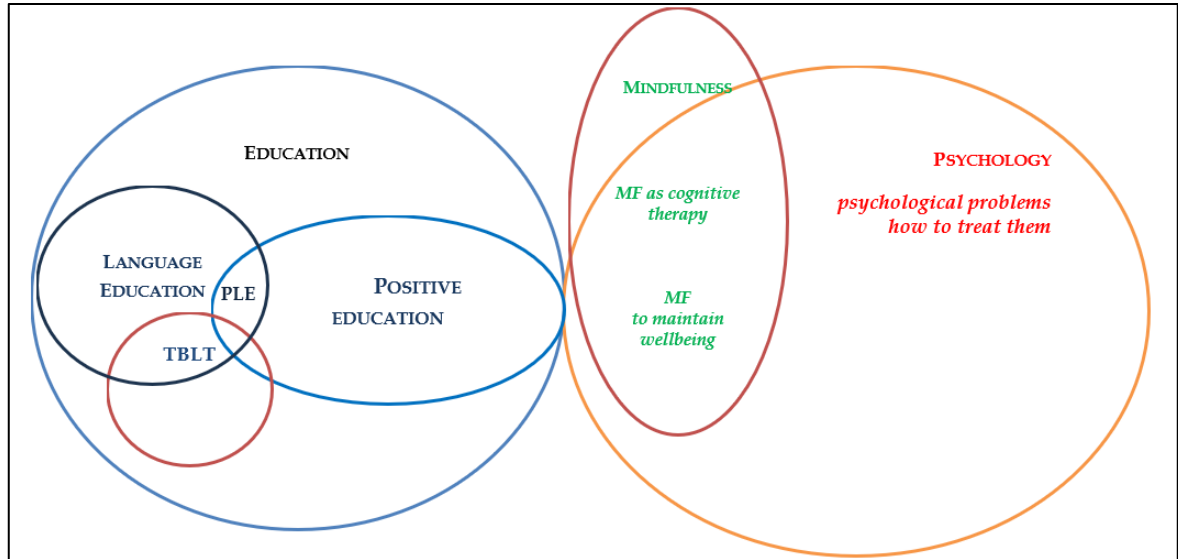 EDUCATION
LANGUAGE
EDUCATION
PLE
TBLT
POSITIVE
EDUCATION
MINDFULNESS
MF as cognitive
therapy
MF
to maintain
wellbeing
PSYCHOLOGY
psychological problems
how to treat them